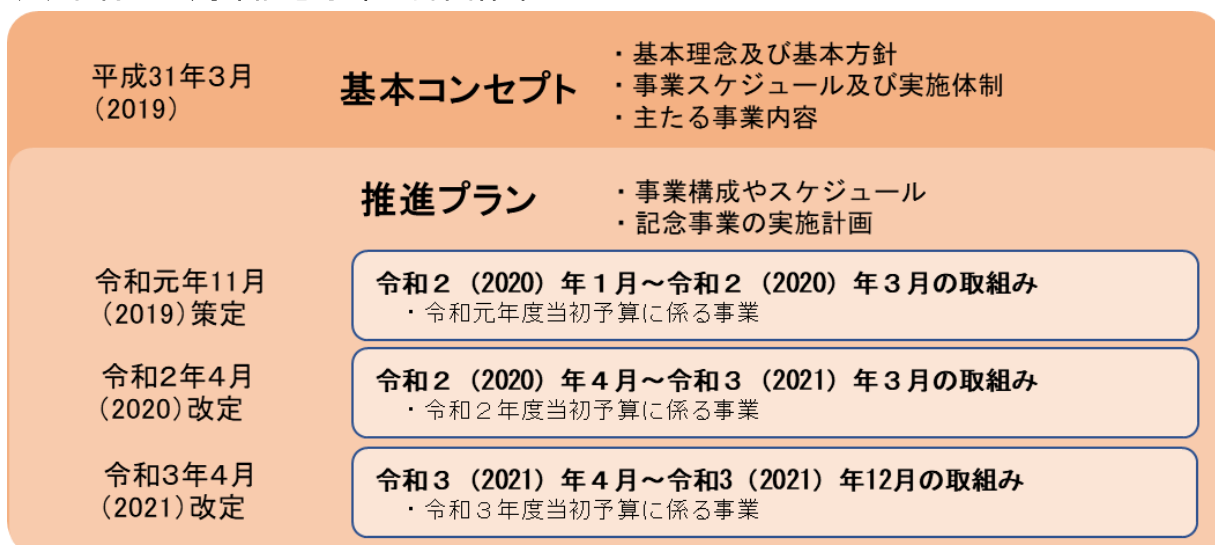 平成31年３月
（2019）
基本コンセプト
・基本理念及び基本方針
・事業スケジュール及び実施体制
・主たる事業内容
推進プラン
・事業構成やスケジュール
・記念事業の実施計画
令和元年11月
（2019）策定
令和２（2020）年１月～令和２（2020）年３月の取組み
・令和元年度当初予算に係る事業
令和２年４月
（2020）改定
令和２（2020）年４月～令和３（2021）年３月の取組み
・令和２年度当初予算に係る事業
令和３年４月
（2021）改定
令和３（2021）年４月～令和3（2021）年12月の取組み
・令和３年度当初予算に係る事業